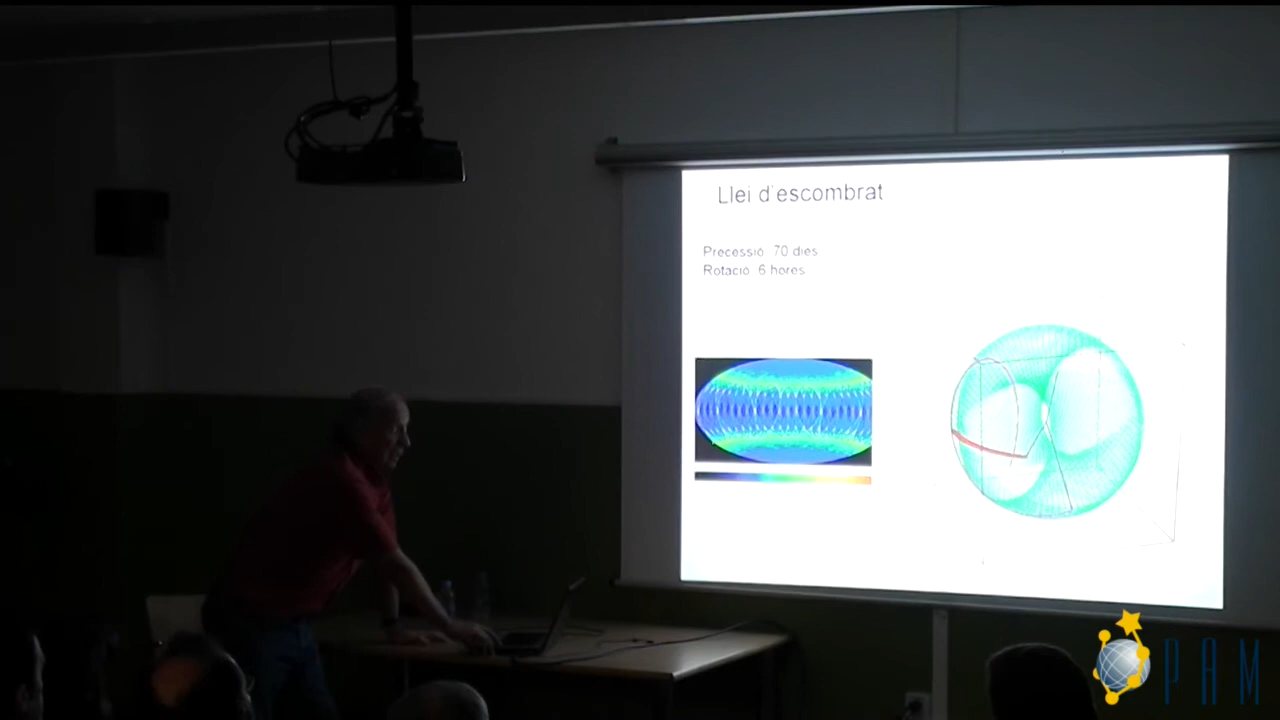 Llei d'escombrat
Precessió 70 dies
Rotació 6 hores
PAM